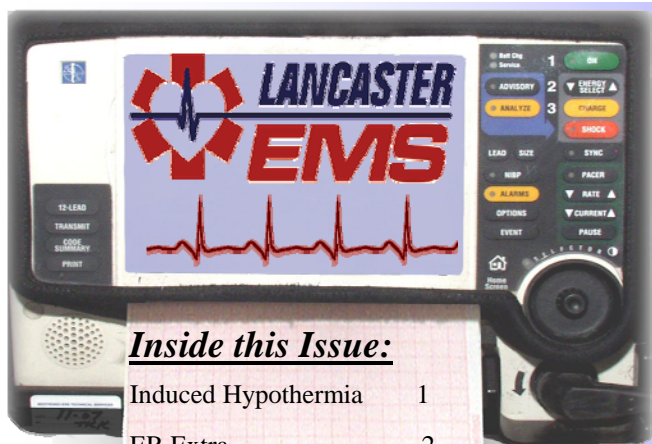 LANCASTER
EMS
Batt Chg
Service
1
ON
ADVISORY
2
ENERGY
SELECT
ANALYZE
3
CHARGE
SHOCK
LEAD SIZE
SYNC
NIBP
PACER
ALARMS
RATE
OPTIONS
CURRENT
EVENT
PAUSE
Home
Screen
12-LEAD
TRANSMIT
CODE
SUMMARY
PRINT
Inside this Issue:
Induced Hypothermia 1